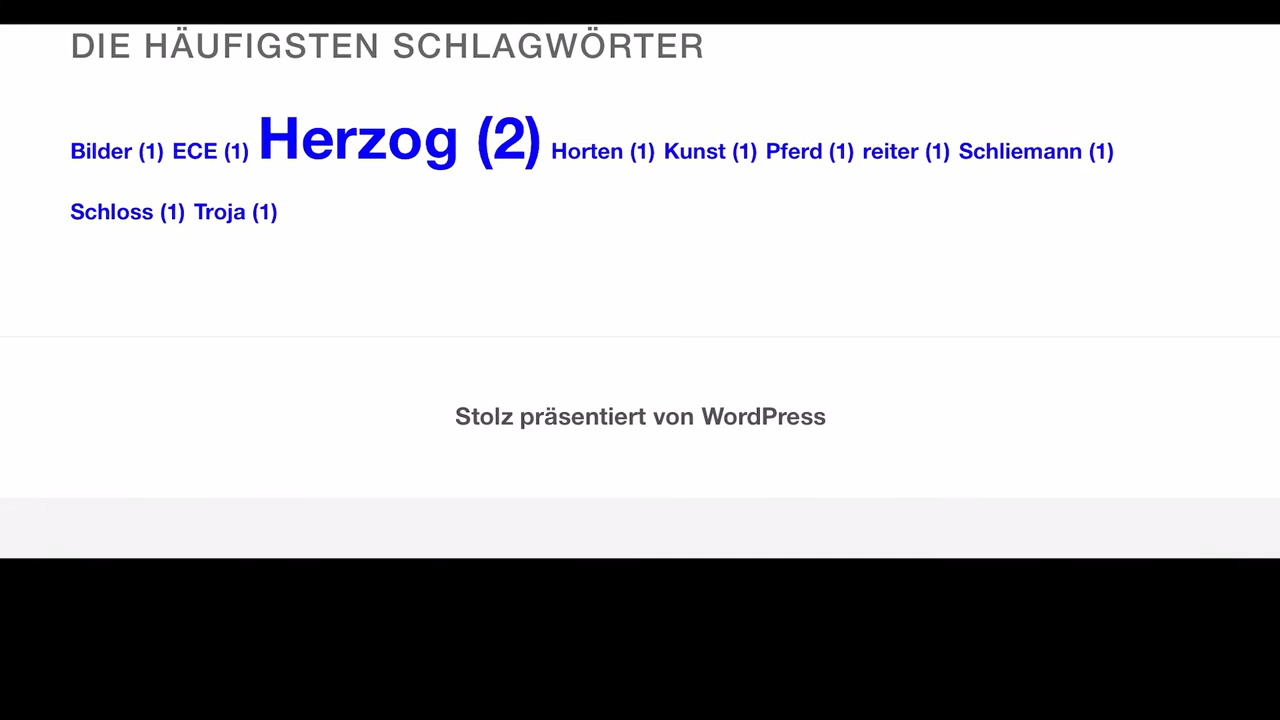 DIE HÄUFIGSTEN SCHLAGWÖRTER
Bilder (1) ECE (1) Herzog (2) Horten (1) Kunst (1) Pferd (1) reiter (1) Schliemann (1)
Schloss (1) Troja (1)
Stolz präsentiert von WordPress